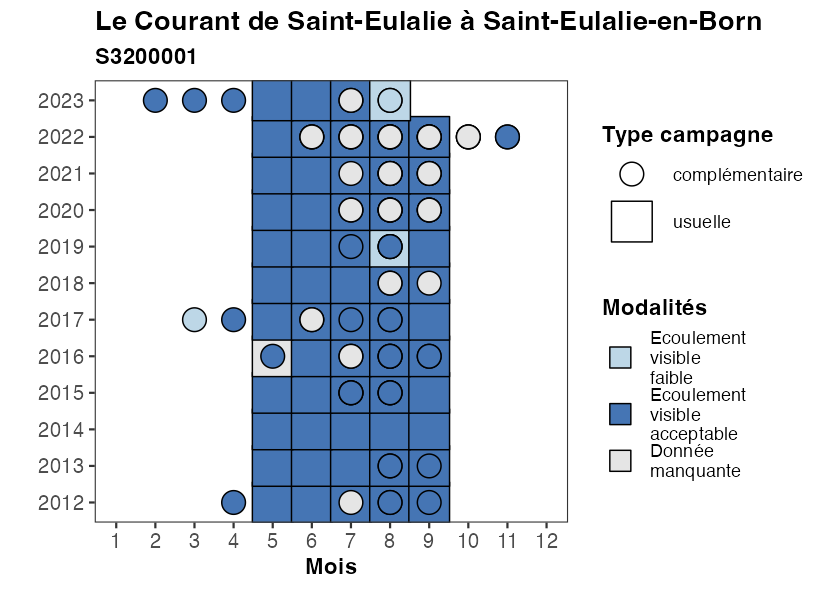 Le Courant de Saint-Eulalie à Saint-Eulalie-en-Born
S3200001
2023
2022
2021
2020
2019
2018
2017
2016
2015
2014
2013
2012
1 2 3 4 5 6 7 8 9 10 11 12
Mois
Type campagne
complémentaire
usuelle
Modalités
Ecoulement
visible
faible
Ecoulement
visible
acceptable
Donnée
manquante